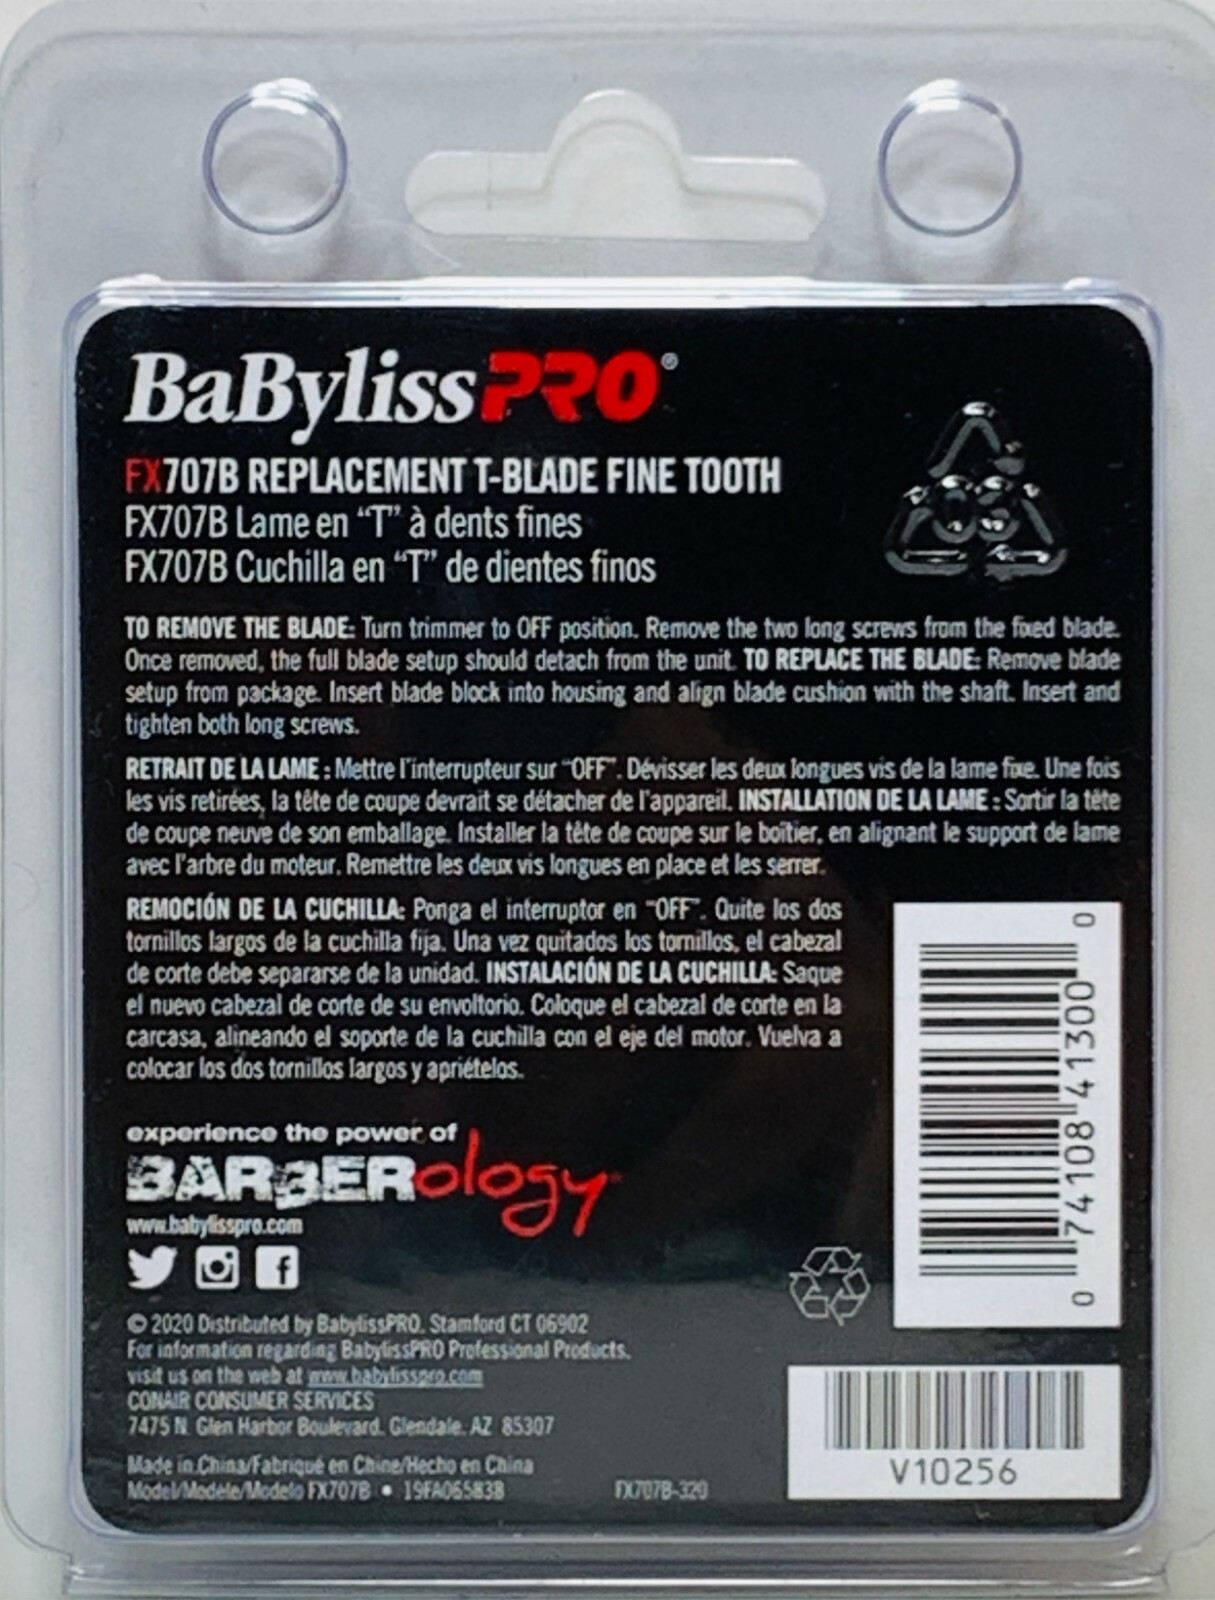 BaBylissPRO®
FX707B REPLACEMENT T-BLADE FINE TOOTH
FX707B Lame en “T” à dents fines
FX707B Cuchilla en “T” de dientes finos
TO REMOVE THE BLADE: Turn trimmer to OFF position. Remove the two long screws from the fixed blade.
Once removed, the full blade setup should detach from the unit. TO REPLACE THE BLADE: Remove blade
setup from package. Insert blade block into housing and align blade cushion with the shaft. Insert and
tighten both long screws.
RETRAIT DE LA LAME : Mettre l'interrupteur sur “OFF”. Dévisser les deux longues vis de la lame fixe. Une fois
les vis retirées, la tête de coupe devrait se détacher de l'appareil. INSTALLATION DE LA LAME : Sortir la tête
de coupe neuve de son emballage. Installer la tête de coupe sur le boîtier, en alignant le support de lame
avec l'arbre du moteur. Remettre les deux vis longues en place et les serrer.
REMOCIÓN DE LA CUCHILLA: Ponga el interruptor en “OFF”. Quite los dos
tornillos largos de la cuchilla fija. Una vez quitados los tornillos, el cabezal
de corte debe separarse de la unidad. INSTALACIÓN DE LA CUCHILLA: Saque
el nuevo cabezal de corte de su envoltorio. Coloque el cabezal de corte en la
carcasa, alineando el soporte de la cuchilla con el eje del motor. Vuelva a
colocar los dos tornillos largos y apriételos.
0 74108 41300 0
experience the power of
BARBERology™
www.babylisspro.com
© 2020 Distributed by BabylissPRO, Stamford CT 06902
For information regarding BabylissPRO Professional Products,
visit us on the web at www.babylisspro.com
CONAIR CONSUMER SERVICES
7475 N. Glen Harbor Boulevard, Glendale, AZ 85307
Made in China/Fabriqué en Chine/Hecho en China
Model/Modèle/Modelo FX707B • 19FA065838
FX707B-320
V10256